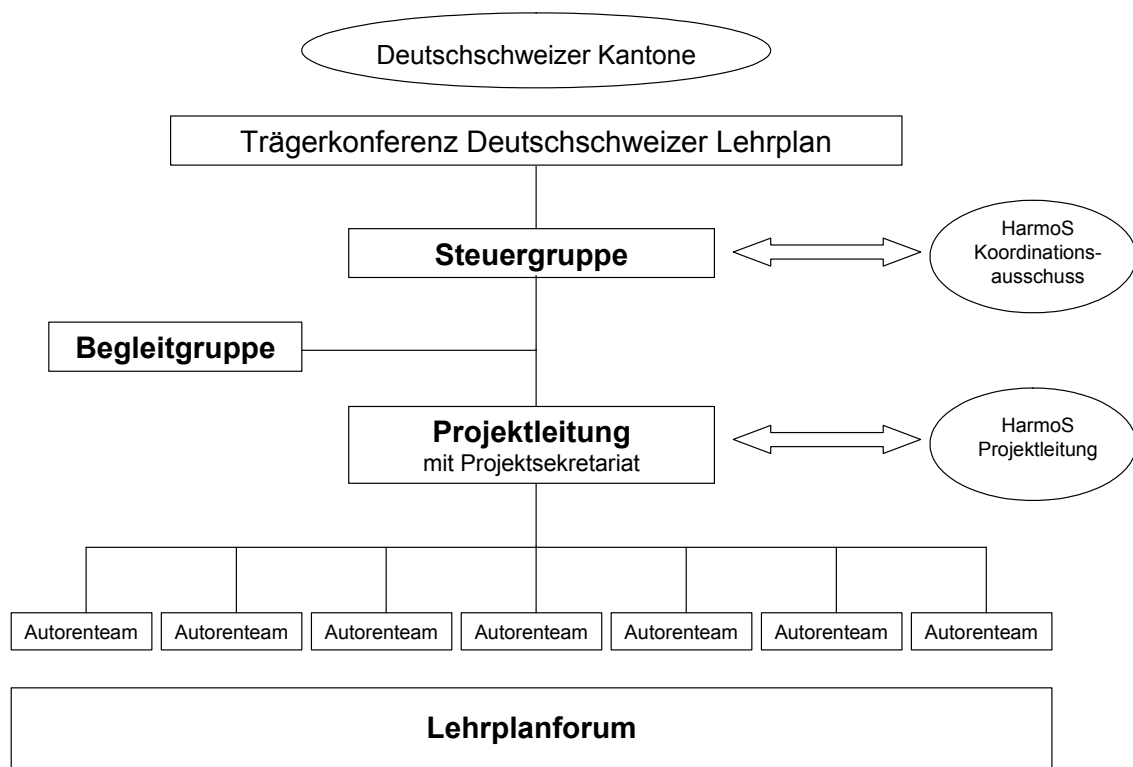 Deutschschweizer Kantone
Trägerkonferenz Deutschschweizer Lehrplan
Steuergruppe
HarmoS
Koordinations-
ausschuss
Begleitgruppe
Projektleitung
mit Projektsekretariat
HarmoS
Projektleitung
Autorenteam
Autorenteam
Autorenteam
Autorenteam
Autorenteam
Autorenteam
Autorenteam
Lehrplanforum